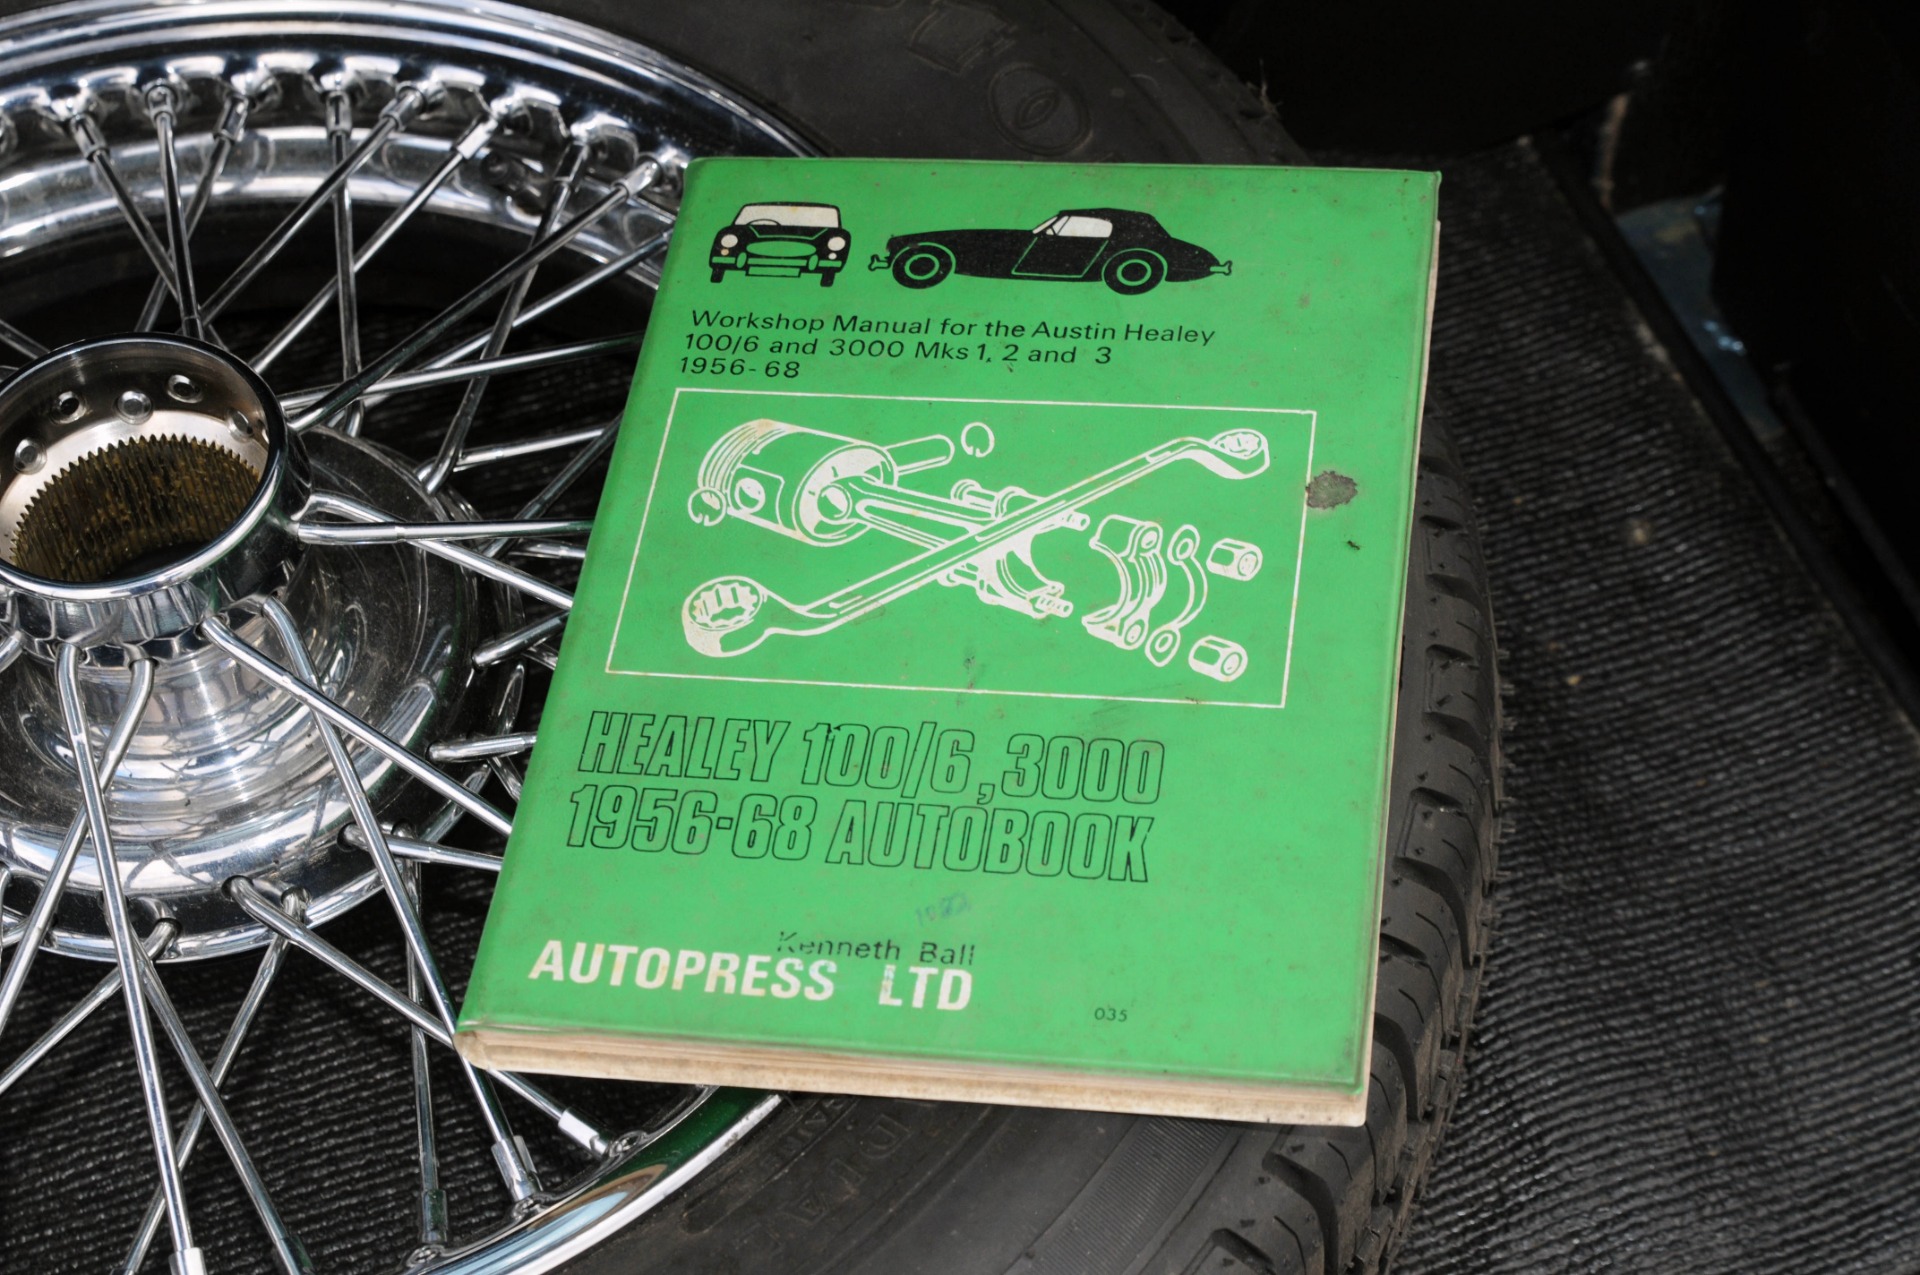 Workshop Manual for the Austin Healey
100/6 and 3000 Mks 1, 2 and 3
1956-68
HEALEY 100/6, 3000
1956-68 AUTOBOOK
Kenneth Ball
AUTOPRESS LTD
035